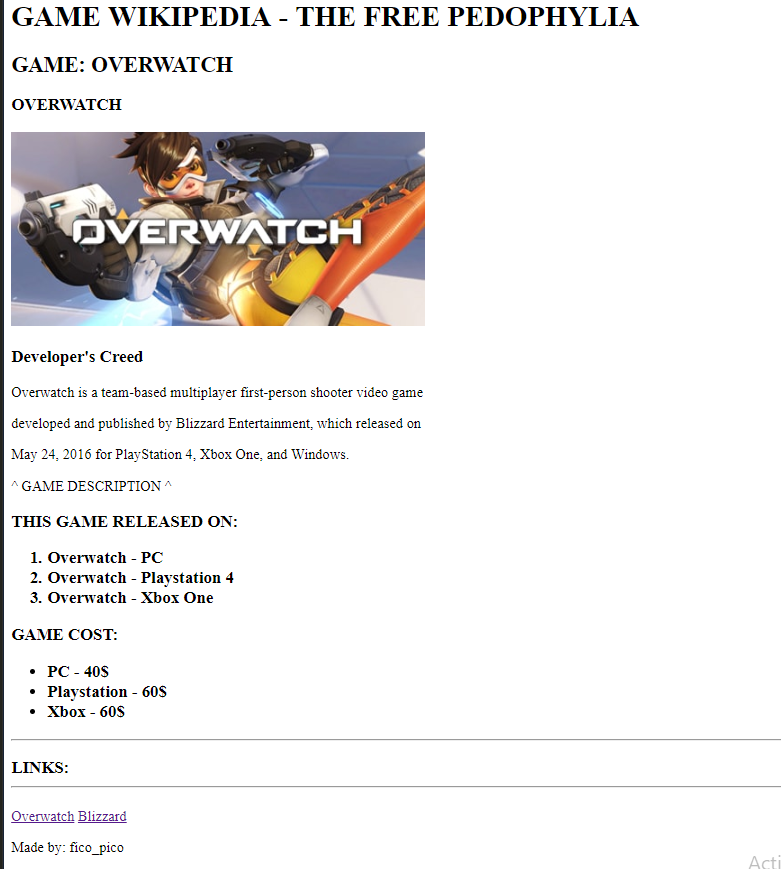 GAME WIKIPEDIA - THE FREE PEDOPHYLIA
GAME: OVERWATCH
OVERWATCH
OVERWATCH
Developer's Creed
Overwatch is a team-based multiplayer first-person shooter video game
developed and published by Blizzard Entertainment, which released on
May 24, 2016 for PlayStation 4, Xbox One, and Windows.
^ GAME DESCRIPTION ^
THIS GAME RELEASED ON:
1. Overwatch - PC
2. Overwatch - Playstation 4
3. Overwatch - Xbox One
GAME COST:
• PC - 40$
• Playstation - 60$
• Xbox - 60$
LINKS:
Overwatch Blizzard
Made by: fico_pico
Acti